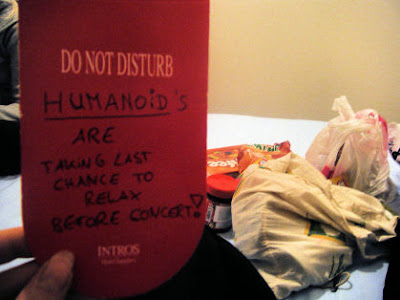 DO NOT DISTURB
HUMANOiD's
ARE
TAKING LAST
CHANCE TO
RELAX
BEFORE CONCERT!
INTROS